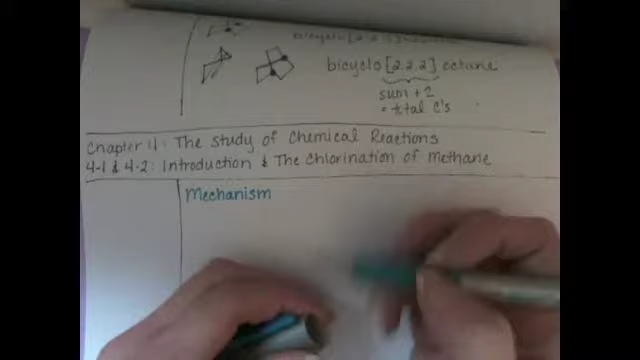 bicyclo [2.2.2] octane
sum + 2
= total C's
Chapter 4: The Study of Chemical Reactions
4-1 & 4-2: Introduction & The Chlorination of Methane
Mechanism